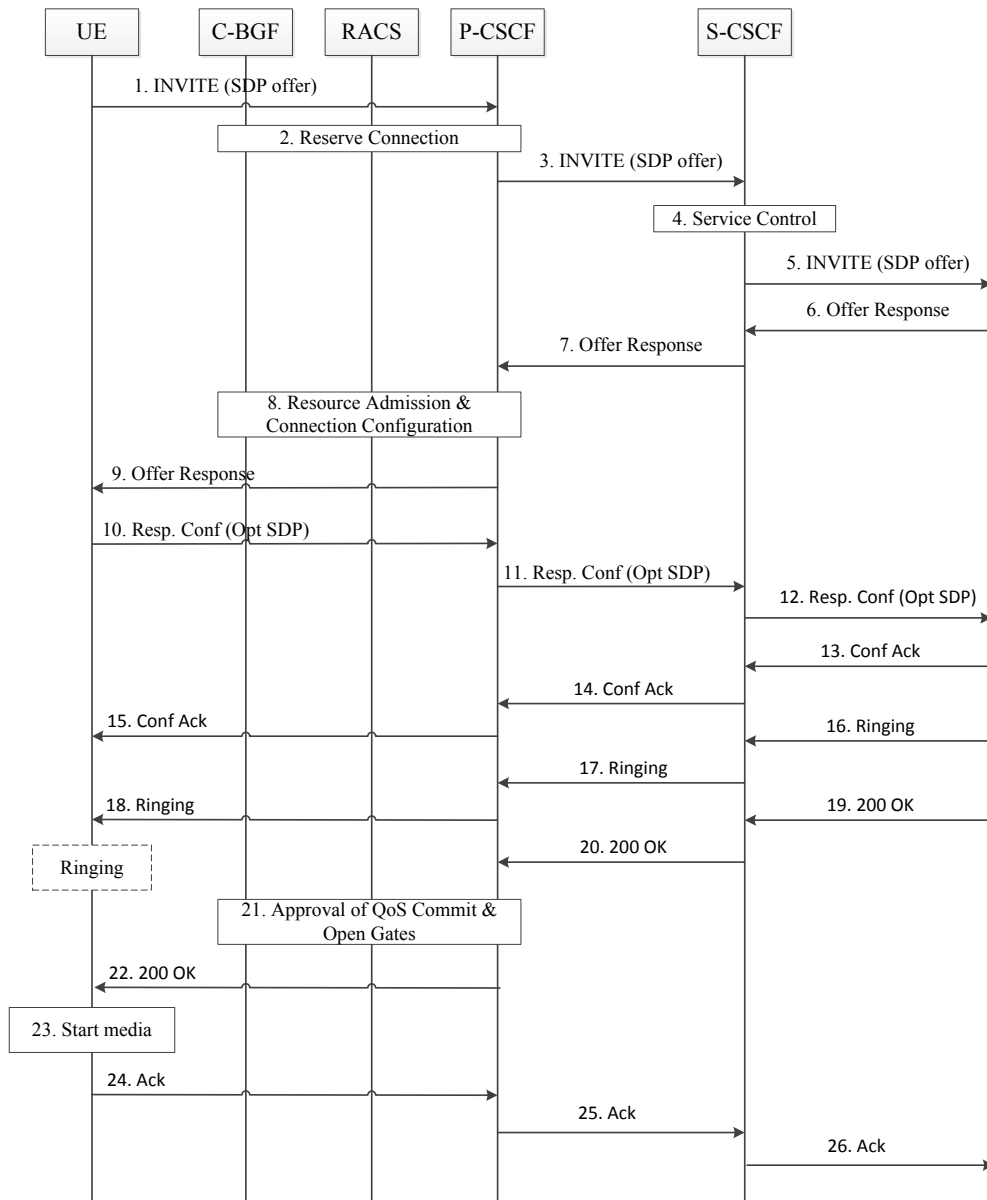 UE
C-BGF
RACS
P-CSCF
S-CSCF
1. INVITE (SDP offer)
2. Reserve Connection
3. INVITE (SDP offer)
4. Service Control
5. INVITE (SDP offer)
6. Offer Response
7. Offer Response
8. Resource Admission &
Connection Configuration
9. Offer Response
10. Resp. Conf (Opt SDP)
11. Resp. Conf (Opt SDP)
12. Resp. Conf (Opt SDP)
13. Conf Ack
14. Conf Ack
15. Conf Ack
16. Ringing
17. Ringing
18. Ringing
19. 200 OK
20. 200 OK
Ringing
21. Approval of QoS Commit &
Open Gates
22. 200 OK
23. Start media
24. Ack
25. Ack
26. Ack